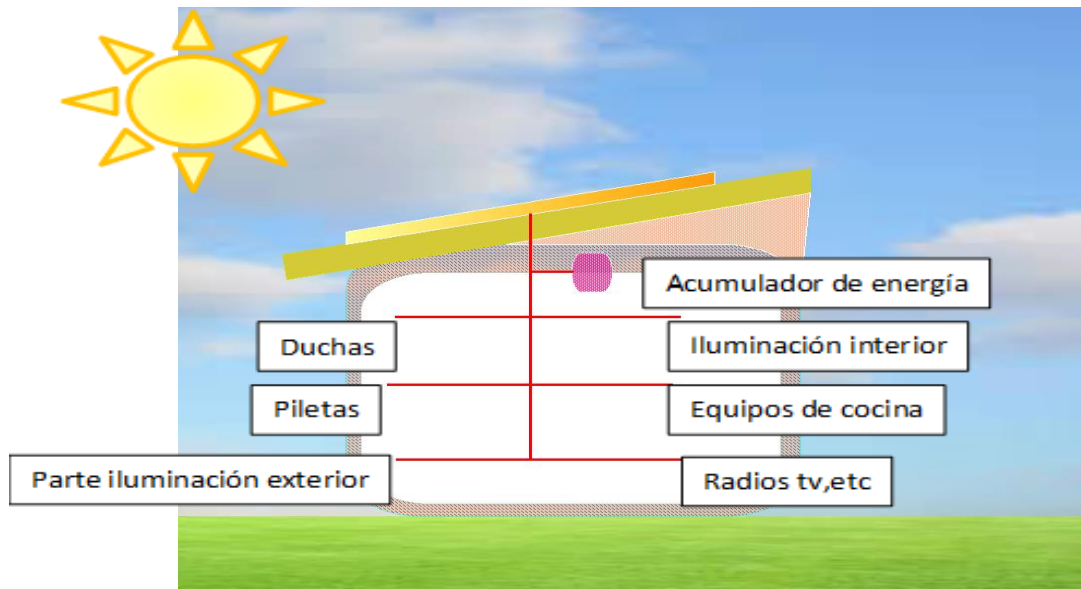 Acumulador de energía
Duchas
Iluminación interior
Piletas
Equipos de cocina
Parte iluminación exterior
Radios tv,etc